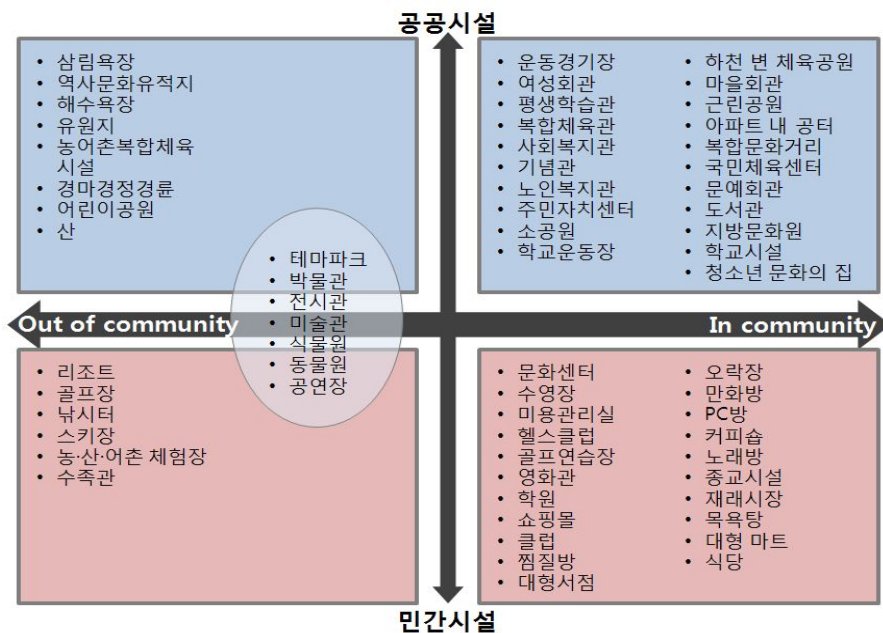 공공시설
• 삼림욕장
• 역사문화유적지
• 해수욕장
• 유원지
• 농어촌복합체육
시설
• 경마경정경륜
• 어린이공원
• 산
• 운동경기장
• 여성회관
• 평생학습관
• 복합체육관
• 사회복지관
• 기념관
• 노인복지관
• 주민자치센터
• 소공원
• 학교운동장
• 하천 변 체육공원
• 마을회관
• 근린공원
• 아파트 내 공터
• 복합문화거리
• 국민체육센터
• 문예회관
• 도서관
• 지방문화원
• 학교시설
• 청소년 문화의 집
• 테마파크
• 박물관
• 전시관
• 미술관
• 식물원
• 동물원
• 공연장
Out of community
In community
• 리조트
• 골프장
• 낚시터
• 스키장
• 농·산·어촌 체험장
• 수족관
• 문화센터
• 수영장
• 미용관리실
• 헬스클럽
• 골프연습장
• 영화관
• 학원
• 쇼핑몰
• 클럽
• 찜질방
• 대형서점
• 오락장
• 만화방
• PC방
• 커피숍
• 노래방
• 종교시설
• 재래시장
• 목욕탕
• 대형 마트
• 식당
민간시설